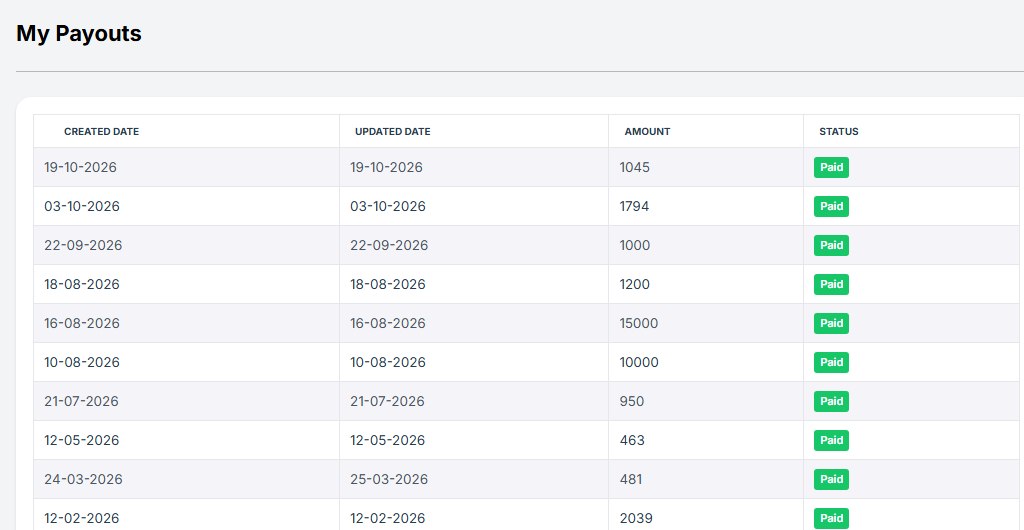 My Payouts
CREATED DATE UPDATED DATE AMOUNT STATUS
19-10-2026 19-10-2026 1045 Paid
03-10-2026 03-10-2026 1794 Paid
22-09-2026 22-09-2026 1000 Paid
18-08-2026 18-08-2026 1200 Paid
16-08-2026 16-08-2026 15000 Paid
10-08-2026 10-08-2026 10000 Paid
21-07-2026 21-07-2026 950 Paid
12-05-2026 12-05-2026 463 Paid
24-03-2026 25-03-2026 481 Paid
12-02-2026 12-02-2026 2039 Paid